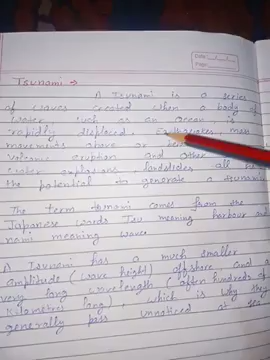 Date
Page
Tsunami →
A Tsunami is a series
of waves created when a body of
water, such as an ocean is
rapidly displaced. Earthquakes, mass
movements above or
volcanic eruption and other
water explosions, landslides all
the potential to generate a tsunami
The term tsunami comes from the
Japanese words Tsu meaning harbour and
nami meaning waves.
A Tsunami has a much smaller
amplitude (wave height) offshore and a
very long wavelength (often hundreds of
kilometres long), which is why they
generally pass unnoticed at sea